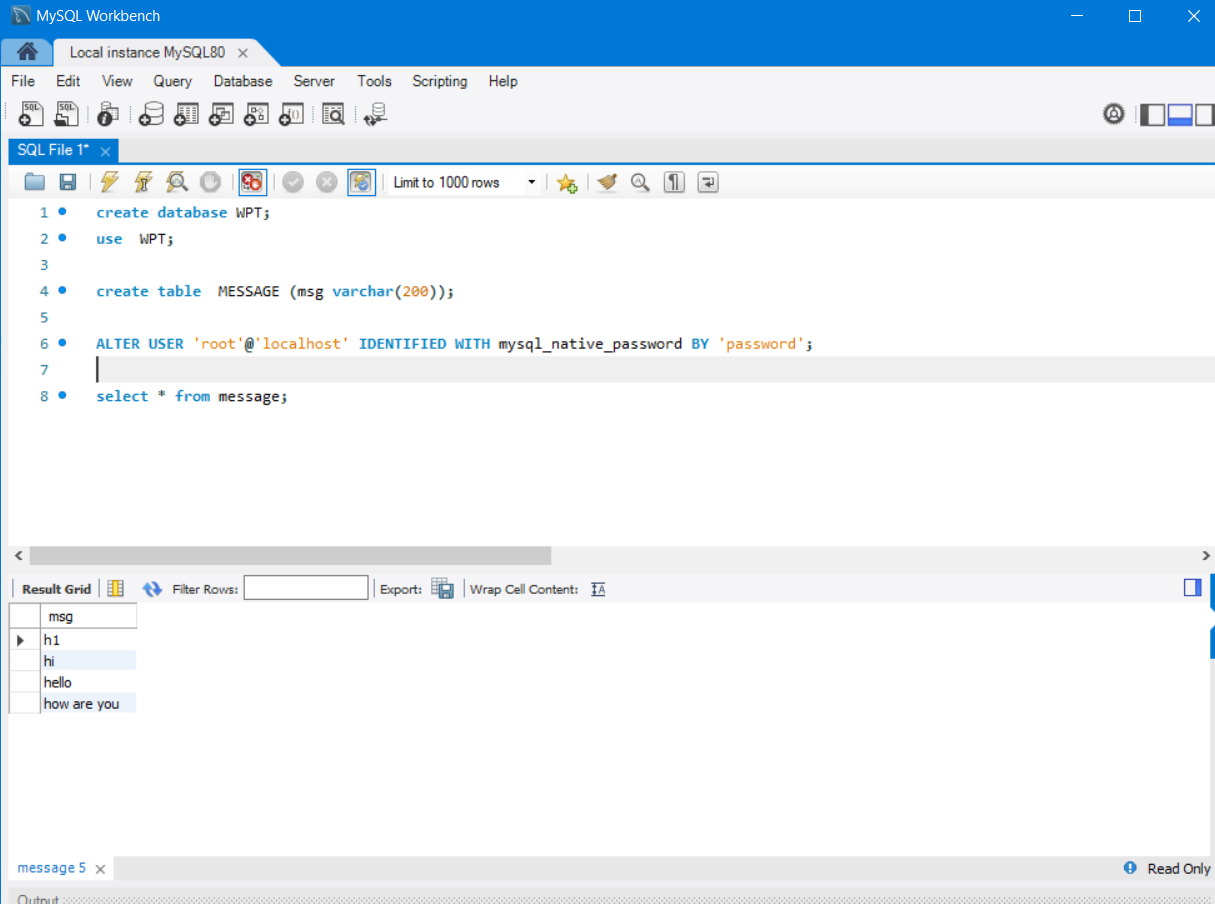 MySQL Workbench
Local instance MySQL80
File Edit View Query Database Server Tools Scripting Help
SQL SQL
SQL File 1*
Limit to 1000 rows
1 create database WPT;
2 use  WPT;
3
4 create table  MESSAGE (msg varchar(200));
5
6 ALTER USER 'root'@'localhost' IDENTIFIED WITH mysql_native_password BY 'password';
7
8 select * from message;
Result Grid Filter Rows: Export: Wrap Cell Content: IA
msg
h1
hi
hello
how are you
message 5
Read Only
Output